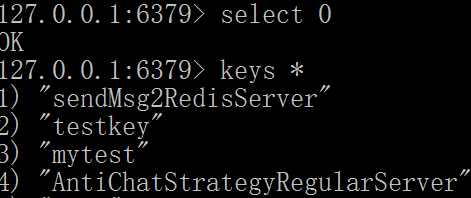 127.0.0.1:6379> select 0
OK
127.0.0.1:6379> keys *
1) "sendMsg2RedisServer"
2) "testkey"
3) "mytest"
4) "AntiChatStrategyRegularServer"